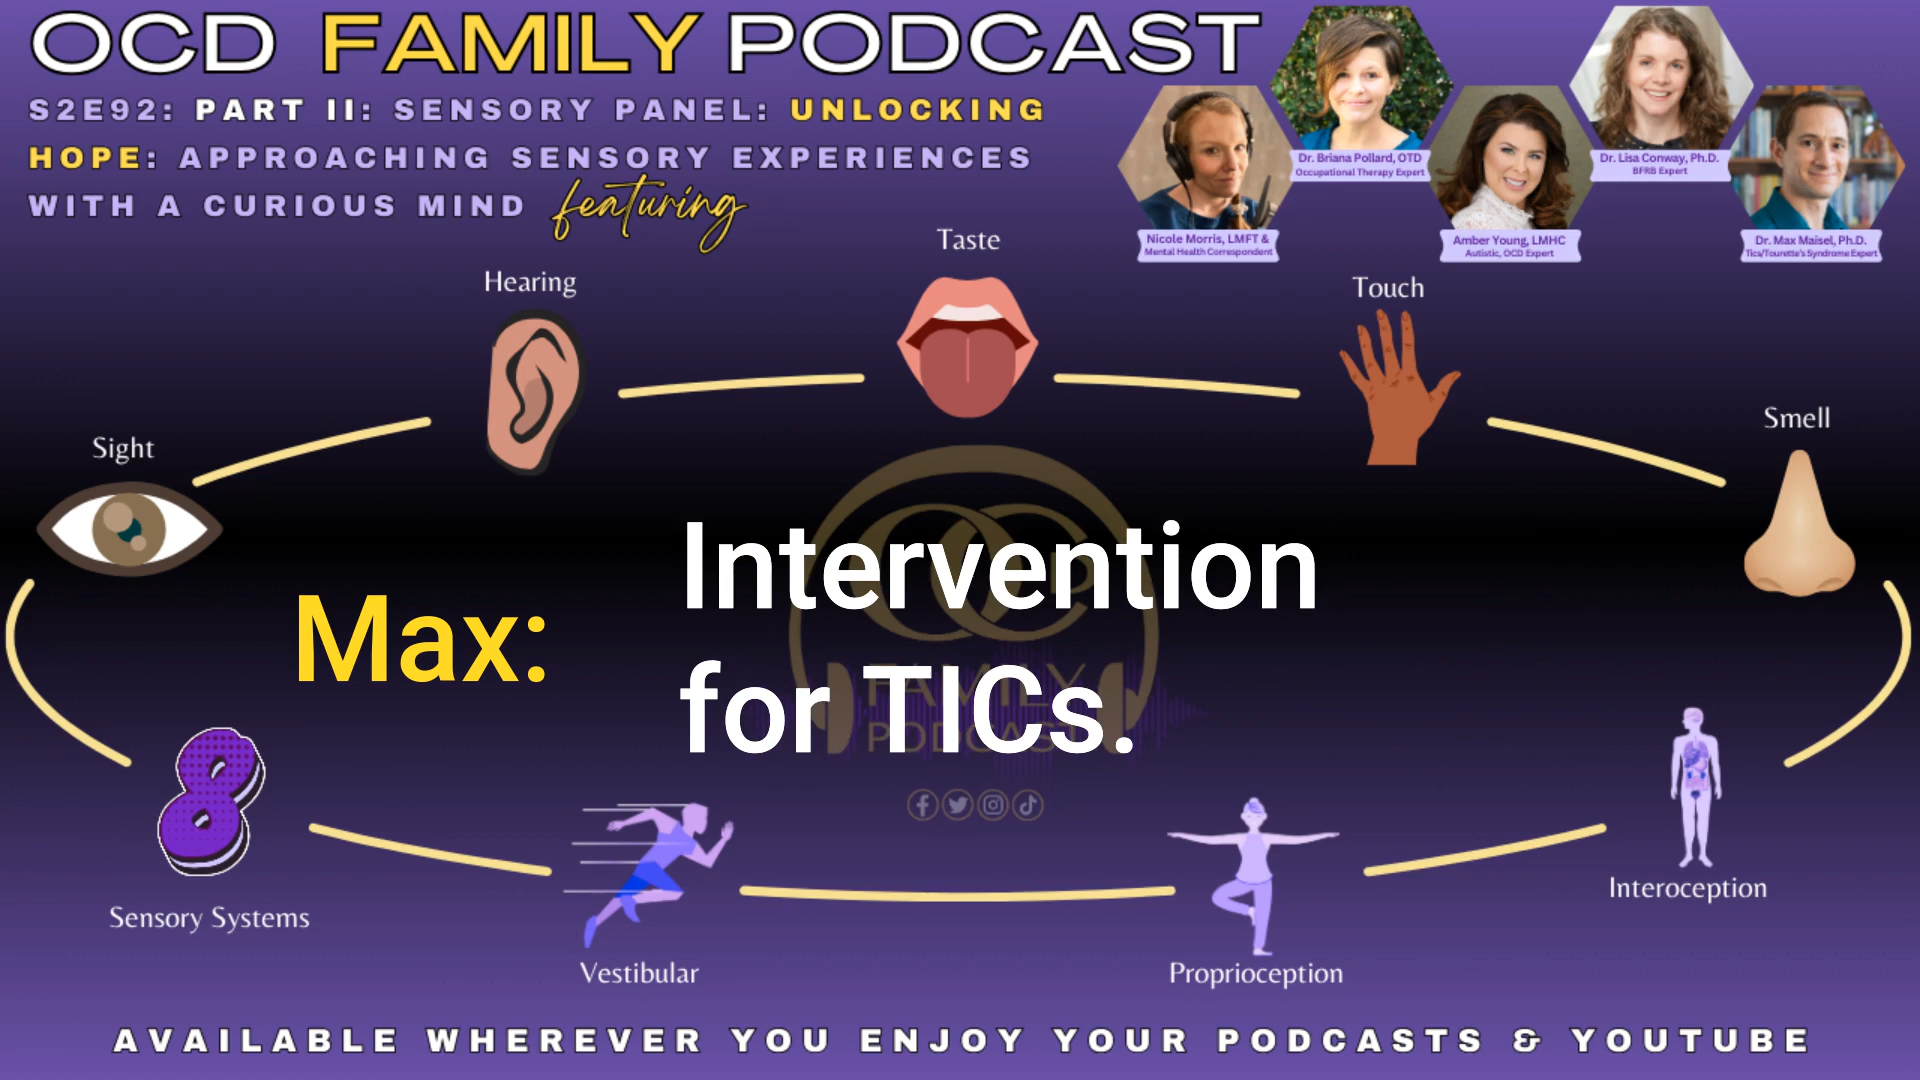 OCD FAMILY PODCAST
S2E92: PART II: SENSORY PANEL: UNLOCKING
HOPE: APPROACHING SENSORY EXPERIENCES
WITH A CURIOUS MIND featuring
Nicole Morris, LMFT &
Mental Health Correspondent
Dr. Briana Pollard, OTD
Occupational Therapy Expert
Amber Young, LMHC
Autistic, OCD Expert
Dr. Lisa Conway, Ph.D.
BFRB Expert
Dr. Max Maisel, Ph.D.
Tics/Tourette's Syndrome Expert
Taste
Hearing
Touch
Smell
Sight
Max:
Intervention
for TICs.
FAMILY
PODCAST
Interoception
Sensory Systems
8
Vestibular
Proprioception
AVAILABLE WHEREVER YOU ENJOY YOUR PODCASTS & YOUTUBE